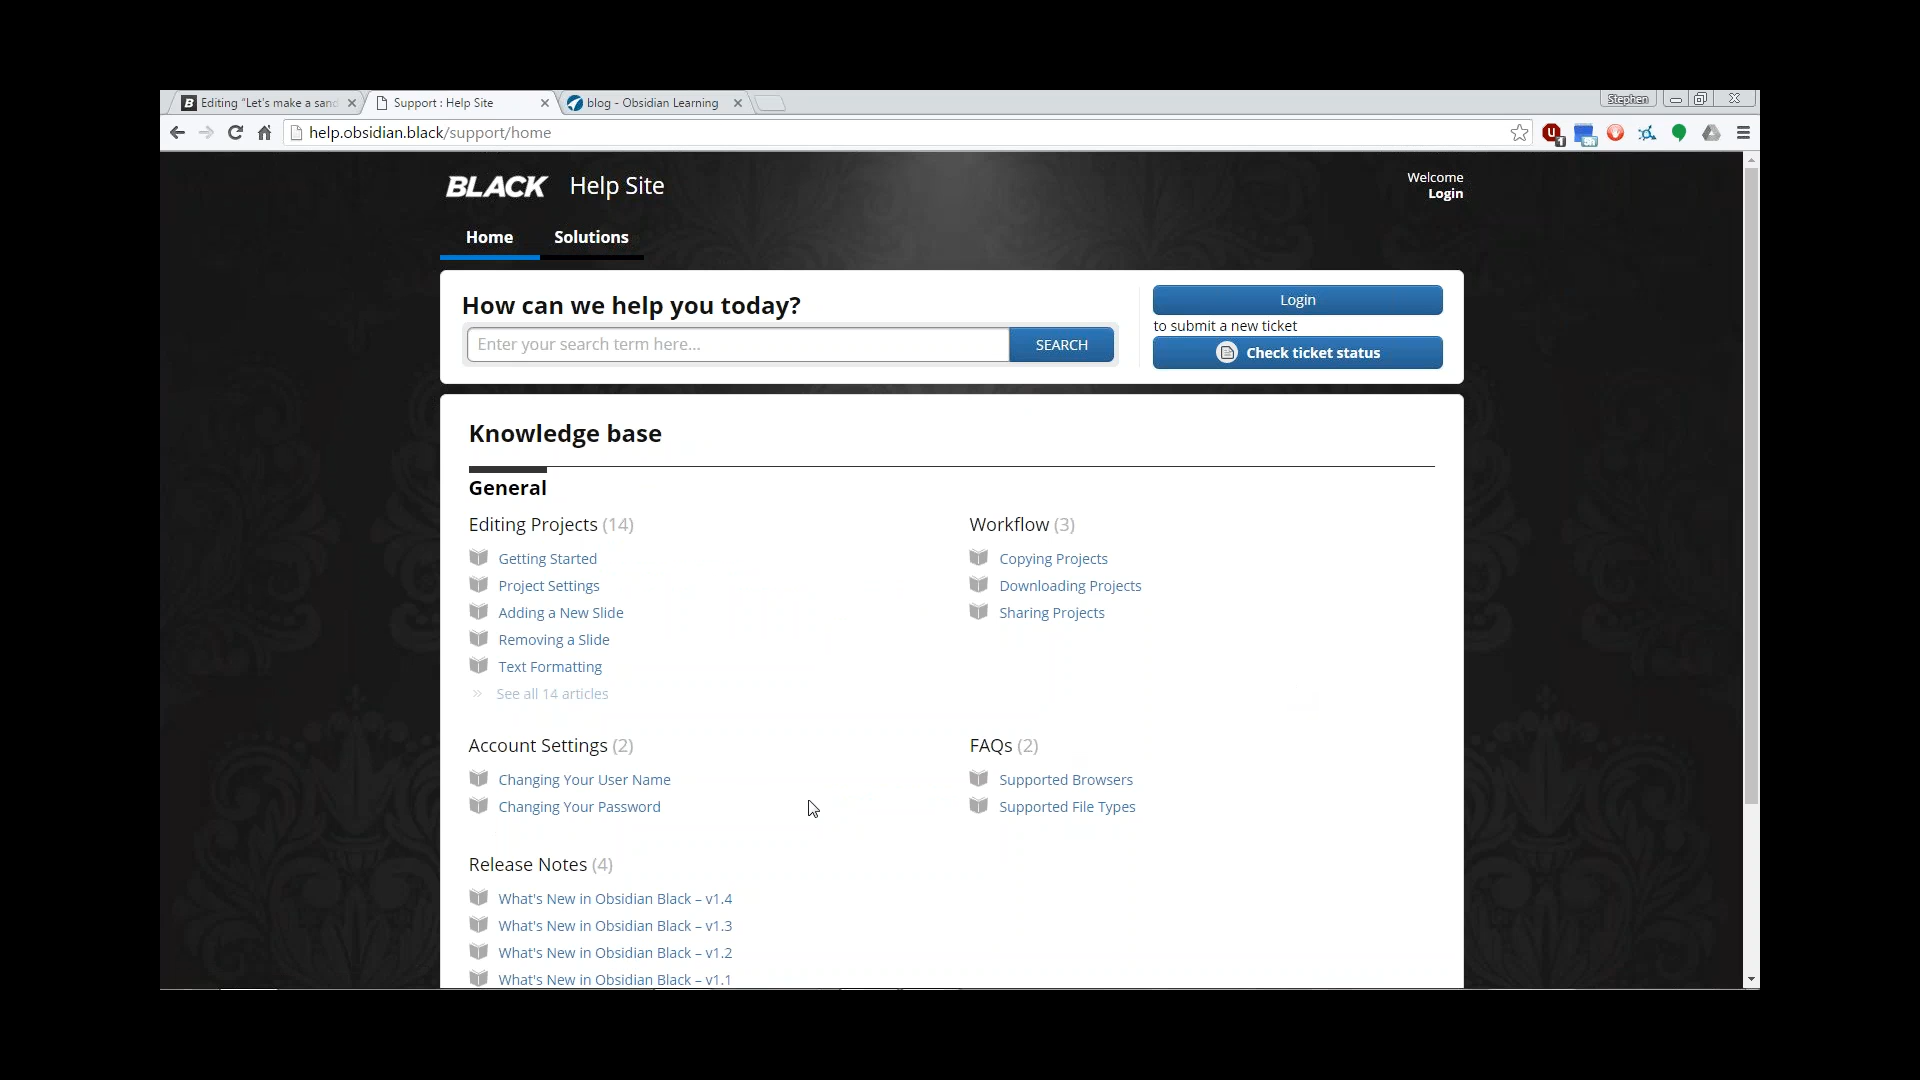 Editing "Let's make a sand
Support : Help Site
blog - Obsidian Learning
Stephen
help.obsidian.black/support/home
BLACK Help Site
Welcome
Login
Home
Solutions
How can we help you today?
Enter your search term here...
SEARCH
Login
to submit a new ticket
Check ticket status
Knowledge base
General
Editing Projects (14)
Getting Started
Project Settings
Adding a New Slide
Removing a Slide
Text Formatting
» See all 14 articles
Workflow (3)
Copying Projects
Downloading Projects
Sharing Projects
Account Settings (2)
Changing Your User Name
Changing Your Password
FAQs (2)
Supported Browsers
Supported File Types
Release Notes (4)
What's New in Obsidian Black – v1.4
What's New in Obsidian Black – v1.3
What's New in Obsidian Black – v1.2
What's New in Obsidian Black – v1.1